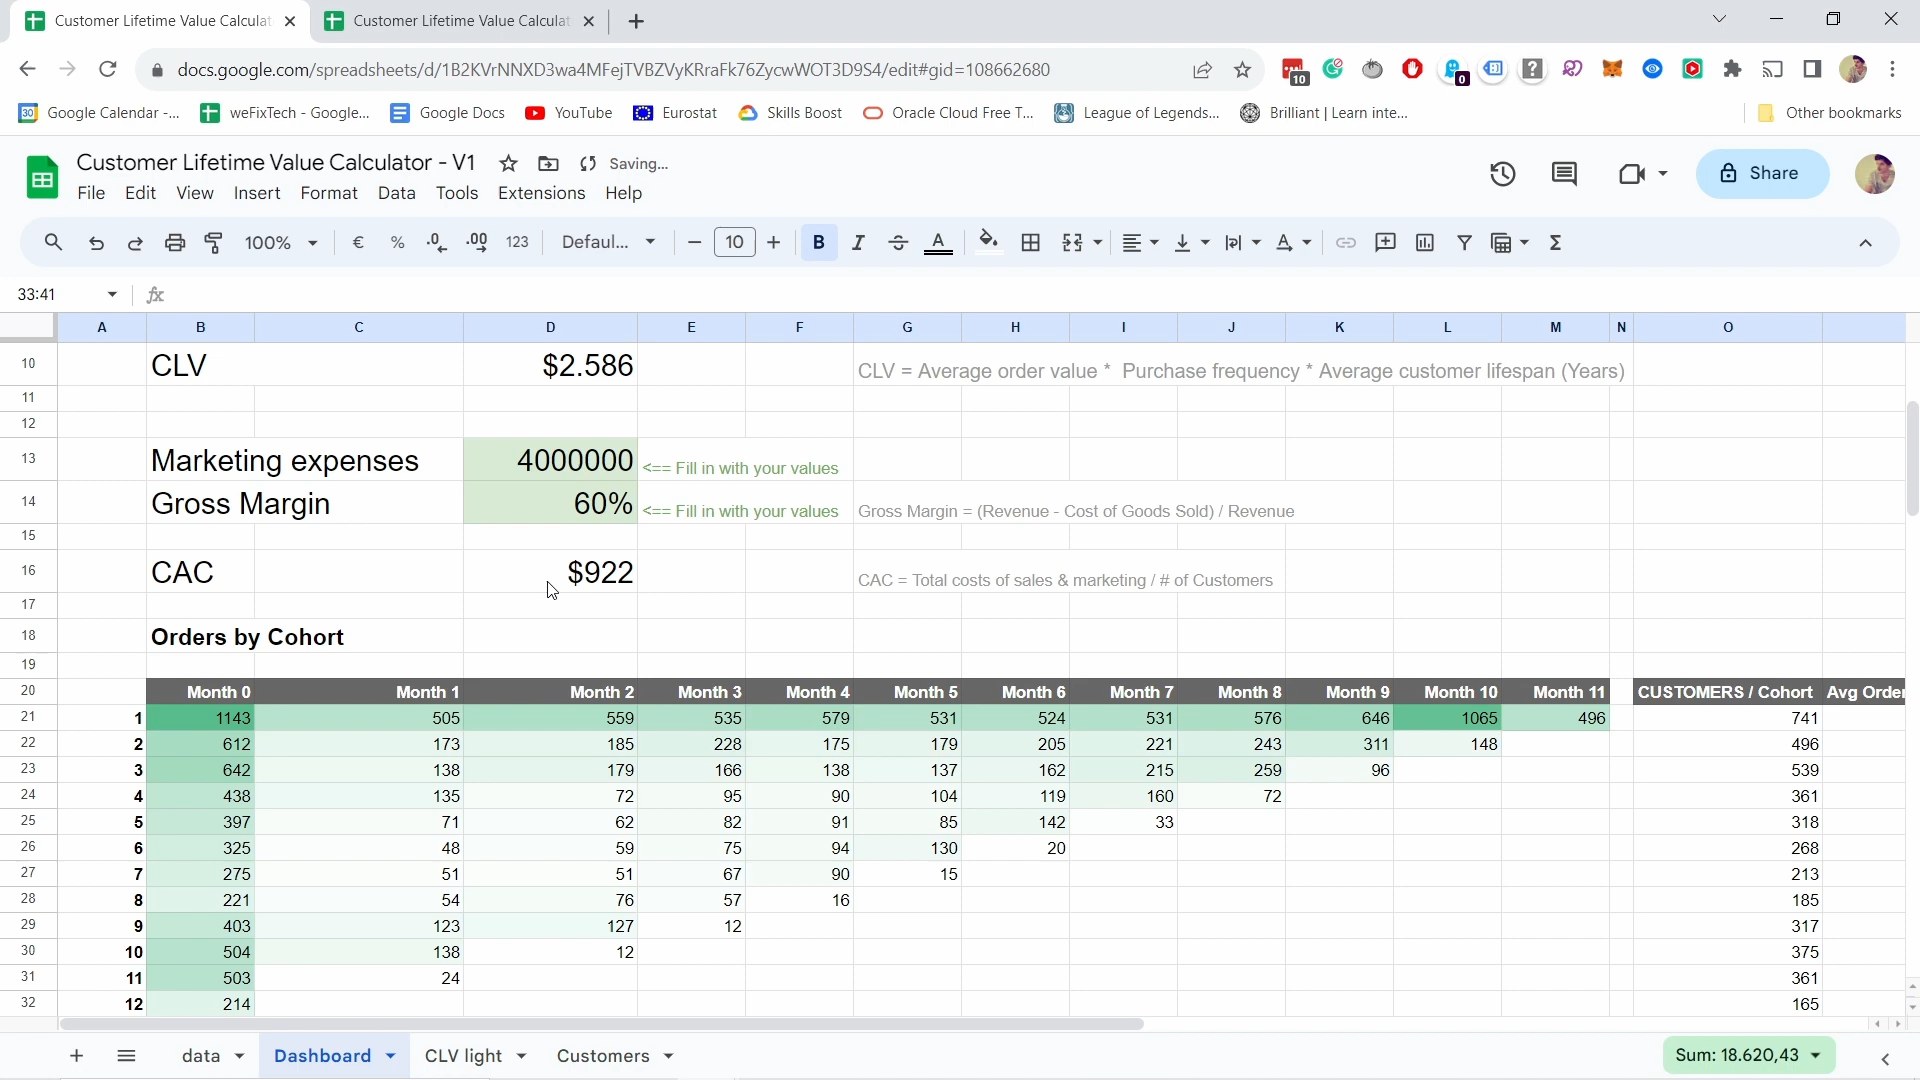 Customer Lifetime Value Calculat
Customer Lifetime Value Calculat
docs.google.com/spreadsheets/d/1B2KVrNNXD3wa4MFejTVBZVyKRraFk76ZycwWOT3D9S4/edit#gid=108662680
10
0
Google Calendar -...
weFixTech - Google...
Google Docs
YouTube
Eurostat
Skills Boost
Oracle Cloud Free T...
League of Legends...
Brilliant | Learn inte...
Other bookmarks
Customer Lifetime Value Calculator - V1
Saving...
File Edit View Insert Format Data Tools Extensions Help
Share
100% € % .0 .00 123 Defaul... 10 B I S A
33:41
fx
A B C D E F G H I J K L M N O
10 CLV $2.586 CLV = Average order value * Purchase frequency * Average customer lifespan (Years)
11
12
13 Marketing expenses 4000000 <== Fill in with your values
14 Gross Margin 60% <== Fill in with your values Gross Margin = (Revenue - Cost of Goods Sold) / Revenue
15
16 CAC $922 CAC = Total costs of sales & marketing / # of Customers
17
18 Orders by Cohort
19
20 Month 0 Month 1 Month 2 Month 3 Month 4 Month 5 Month 6 Month 7 Month 8 Month 9 Month 10 Month 11 CUSTOMERS / Cohort Avg Order
21 1 1143 505 559 535 579 531 524 531 576 646 1065 496 741
22 2 612 173 185 228 175 179 205 221 243 311 148 496
23 3 642 138 179 166 138 137 162 215 259 96 539
24 4 438 135 72 95 90 104 119 160 72 361
25 5 397 71 62 82 91 85 142 33 318
26 6 325 48 59 75 94 130 20 268
27 7 275 51 51 67 90 15 213
28 8 221 54 76 57 16 185
29 9 403 123 127 12 317
30 10 504 138 12 375
31 11 503 24 361
32 12 214 165
data Dashboard CLV light Customers
Sum: 18.620,43